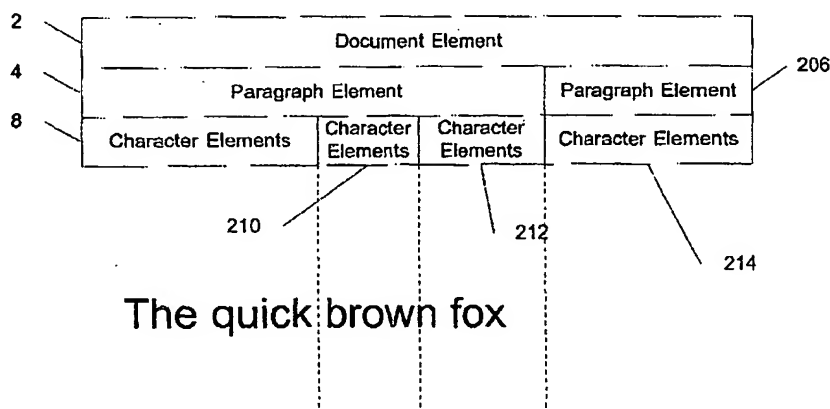 2
Document Element
4
Paragraph Element
Paragraph Element
206
8
Character Elements
Character
Elements
Character
Elements
Character Elements
210
212
214
The quick brown fox